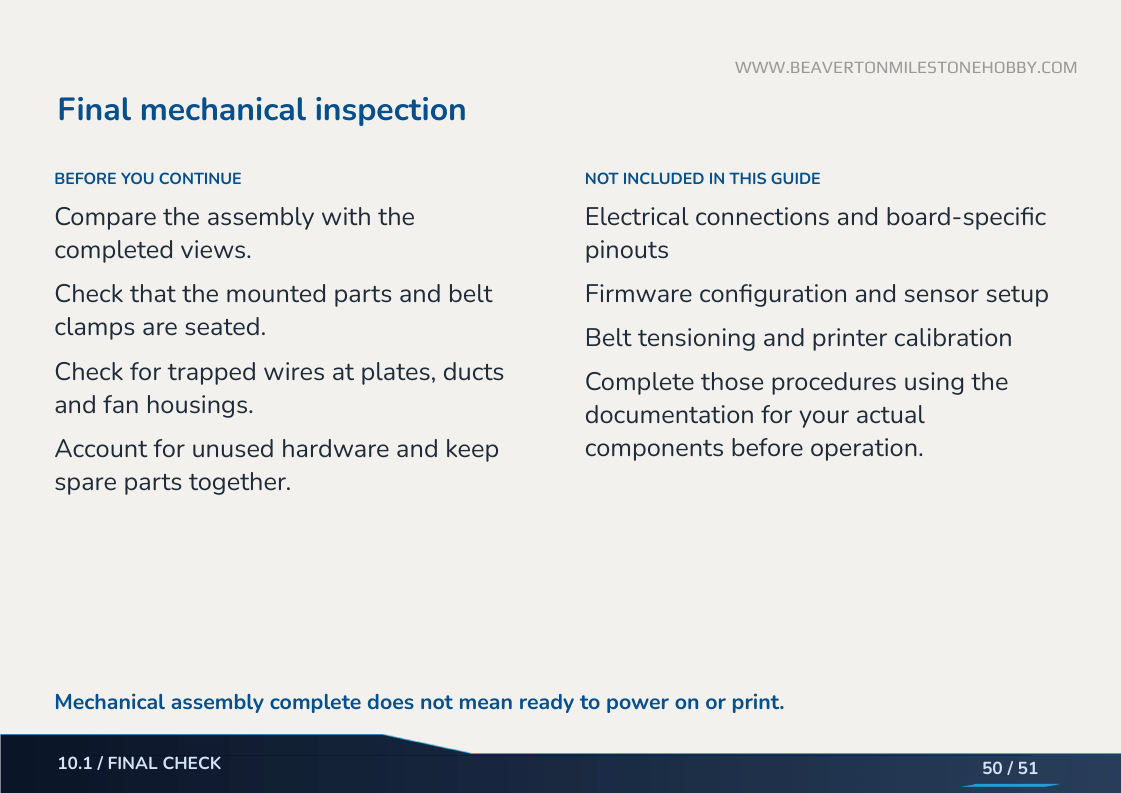 WWW.BEAVERTONMILESTONEHOBBY.COM
Final mechanical inspection
BEFORE YOU CONTINUE
Compare the assembly with the
completed views.
Check that the mounted parts and belt
clamps are seated.
Check for trapped wires at plates, ducts
and fan housings.
Account for unused hardware and keep
spare parts together.
NOT INCLUDED IN THIS GUIDE
Electrical connections and board-specific
pinouts
Firmware configuration and sensor setup
Belt tensioning and printer calibration
Complete those procedures using the
documentation for your actual
components before operation.
Mechanical assembly complete does not mean ready to power on or print.
10.1 / FINAL CHECK
50 / 51